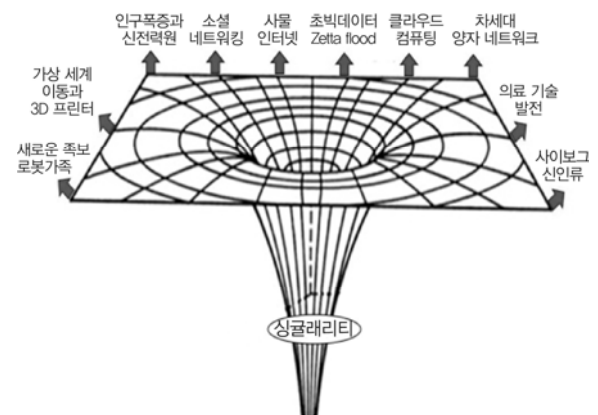 인구폭증과
신전력원
소셜
네트워킹
사물
인터넷
초빅데이터
Zetta flood
클라우드
컴퓨팅
차세대
양자 네트워크
가상 세계
이동과
3D 프린터
의료 기술
발전
새로운 족보
로봇가족
사이보그
신인류
싱귤래리티